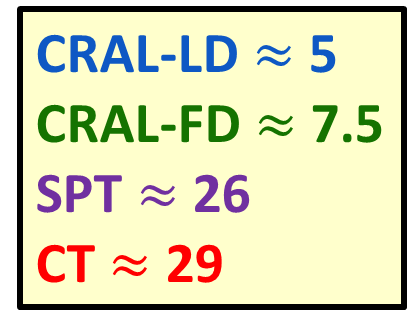 CRAL-LD ≈ 5
CRAL-FD ≈ 7.5
SPT ≈ 26
CT ≈ 29